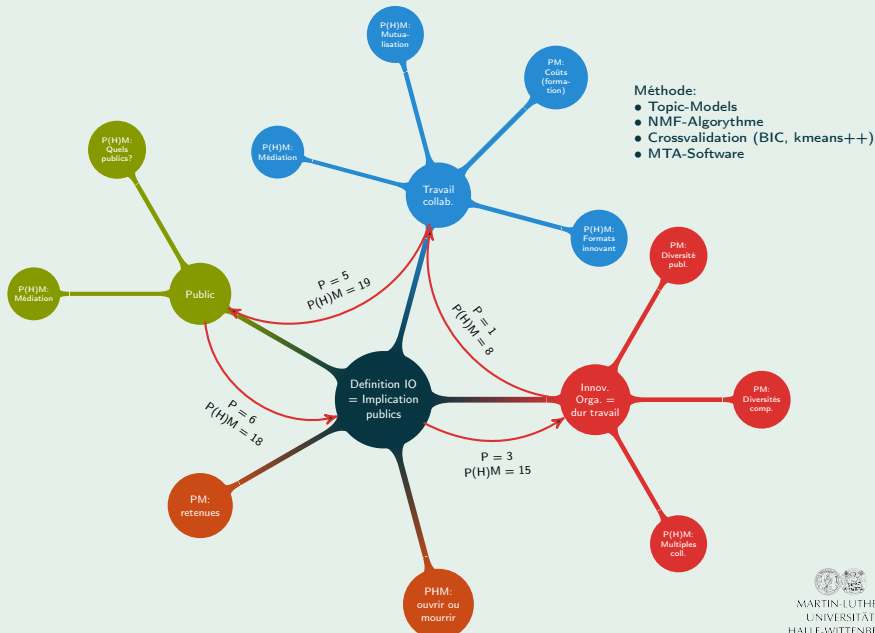 P(H)M:
Mutua-
lisation
PM:
Coûts
(forma-
tion)
Méthode:
• Topic-Models
• NMF-Algorythme
• Crossvalidation (BIC, kmeans++)
• MTA-Software
P(H)M:
Quels
publics?
P(H)M:
Médiation
Travail
collab.
P(H)M:
Formats
innovant
PM:
Diversité
publ.
P(H)M:
Médiation
Public
P = 5
P(H)M = 19
P = 1
P(H)M = 8
Definition IO
= Implication
publics
Innov.
Orga. =
dur travail
PM:
Diversités
comp.
P = 6
P(H)M = 18
P = 3
P(H)M = 15
PM:
retenues
P(H)M:
Multiples
coll.
PHM:
ouvrir ou
mourrir
MARTIN-LUTHE
UNIVERSITÄT
HALLE-WITTENBE